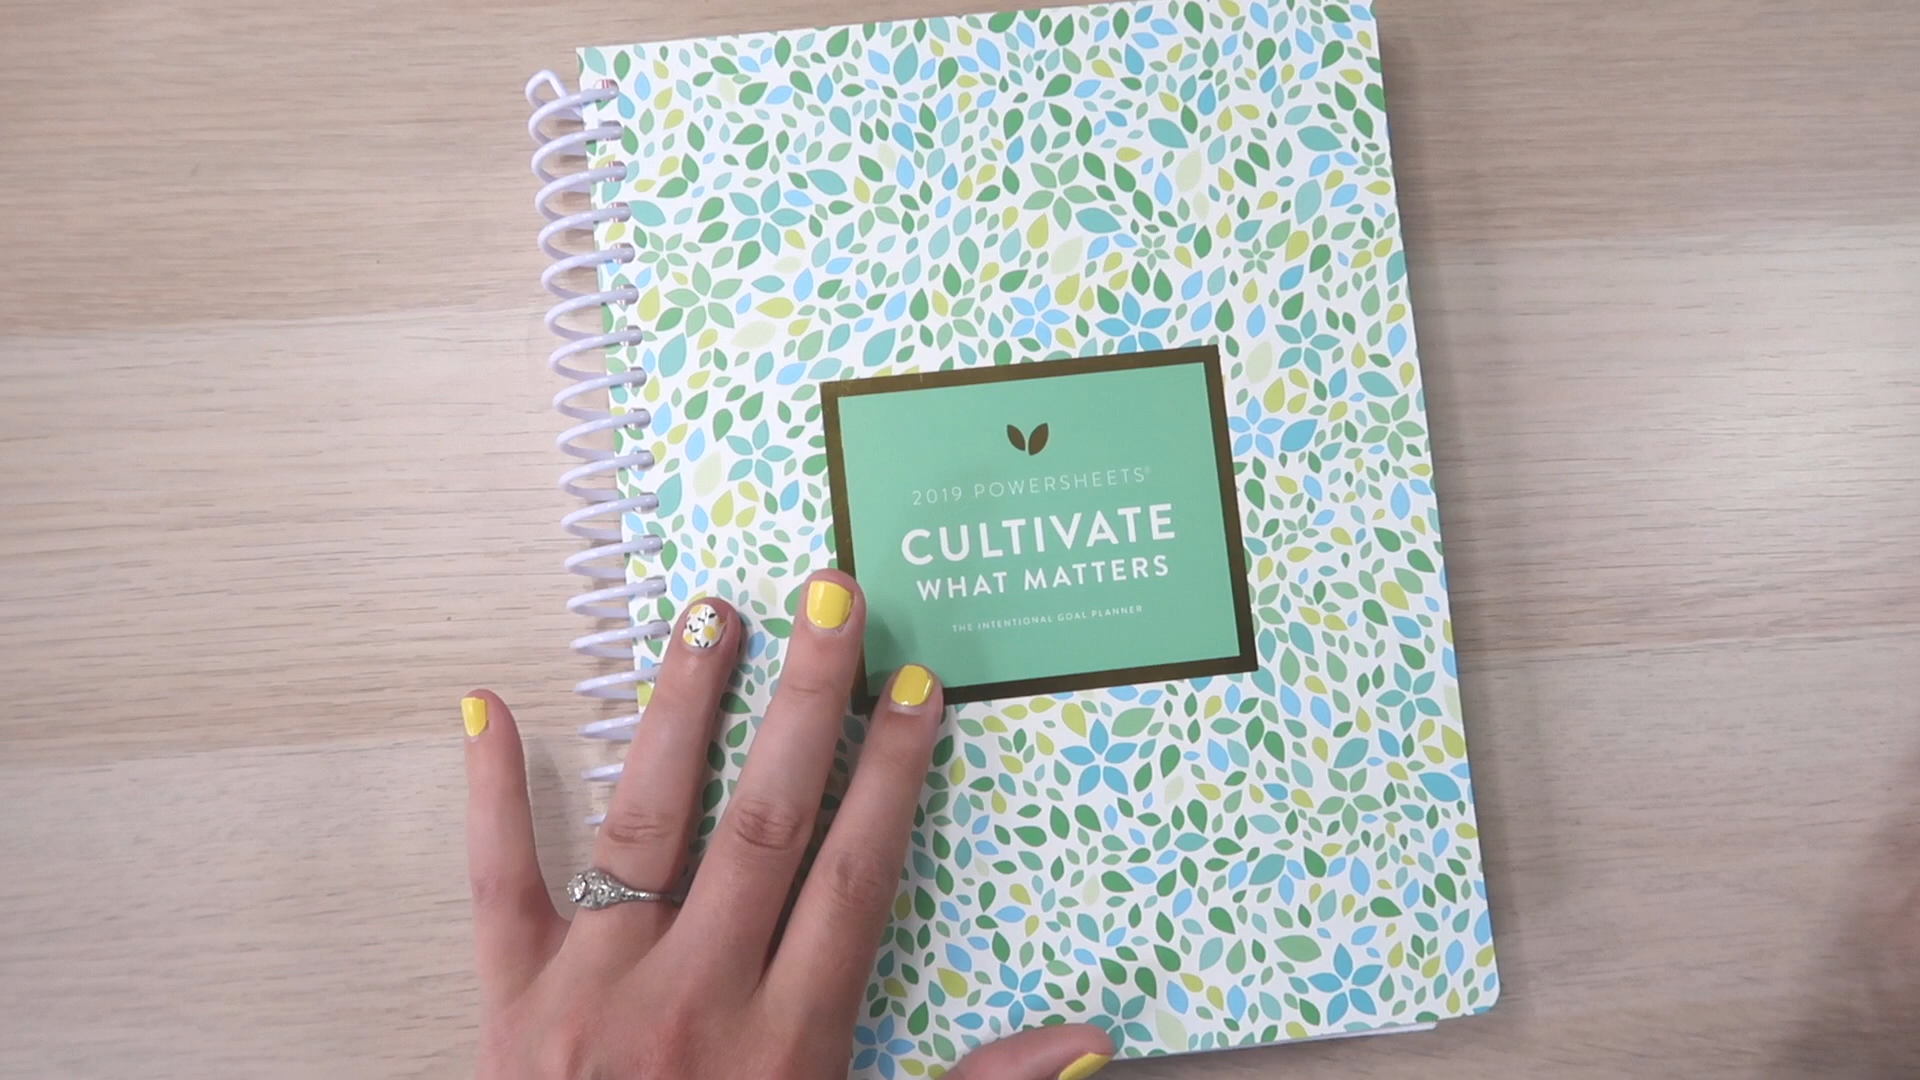 2019 POWERSHEETS®
CULTIVATE
WHAT MATTERS
THE INTENTIONAL GOAL PLANNER